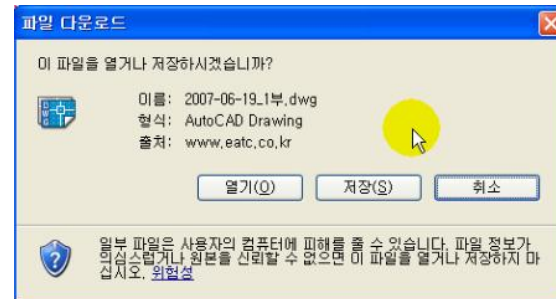 파일 다운로드
이 파일을 열거나 저장하시겠습니까?
이름: 2007-06-19_1부.dwg
형식: AutoCAD Drawing
출처: www.eatc.co.kr
열기(O) 저장(S) 취소
일부 파일은 사용자의 컴퓨터에 피해를 줄 수 있습니다. 파일 정보가
의심스럽거나 원본을 신뢰할 수 없으면 이 파일을 열거나 저장하지 마
십시오. 위험성